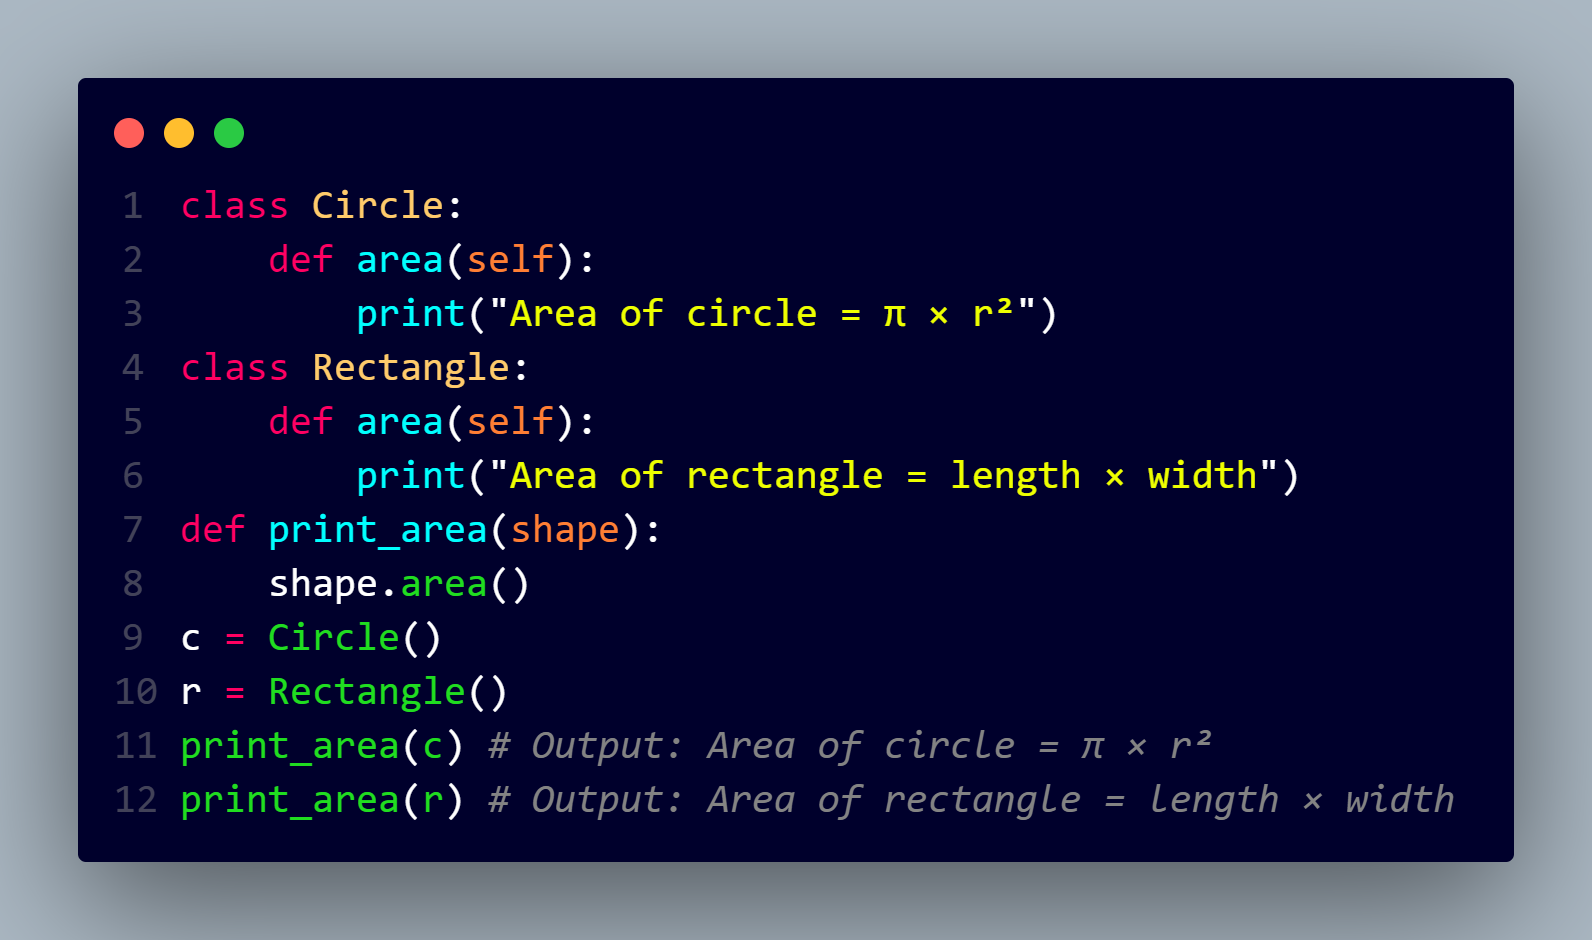 1 class Circle:
2     def area(self):
3         print("Area of circle = π × r²")
4 class Rectangle:
5     def area(self):
6         print("Area of rectangle = length × width")
7 def print_area(shape):
8     shape.area()
9 c = Circle()
10 r = Rectangle()
11 print_area(c) # Output: Area of circle = π × r²
12 print_area(r) # Output: Area of rectangle = length × width